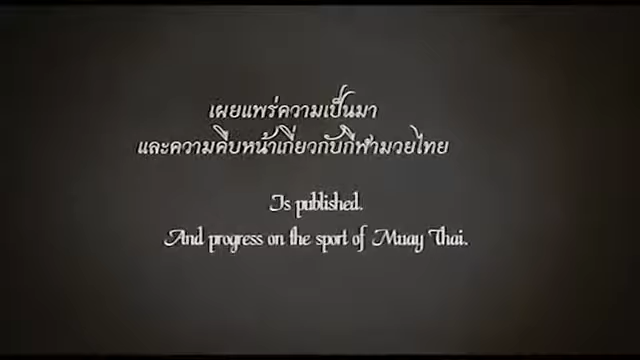 เผยแพร่ความเป็นมา
และความคืบหน้าเกี่ยวกับกีฬามวยไทย
Is published.
And progress on the sport of Muay Thai.